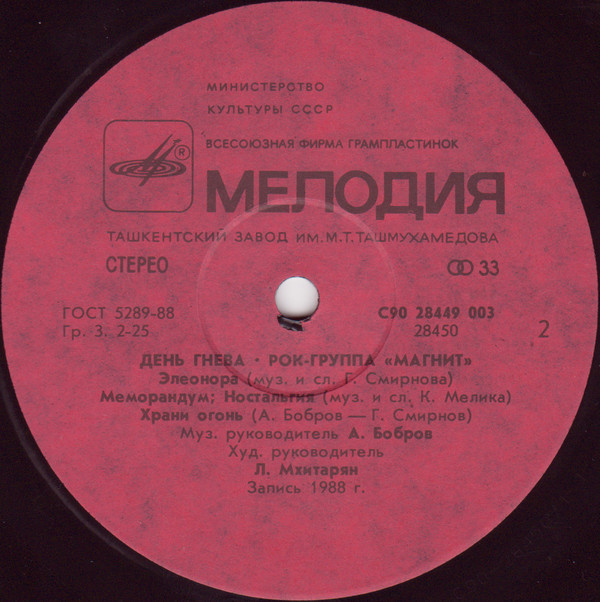 МИНИСТЕРСТВО
КУЛЬТУРЫ СССР
ВСЕСОЮЗНАЯ ФИРМА ГРАМПЛАСТИНОК
®
МЕЛОДИЯ
ТАШКЕНТСКИЙ ЗАВОД ИМ. М.Т. ТАШМУХАМЕДОВА
СТЕРЕО
33
ГОСТ 5289-88
С90 28449 003
Гр. 3. 2-25
28450
2
ДЕНЬ ГНЕВА · РОК-ГРУППА «МАГНИТ»
Элеонора (муз. и сл. Г. Смирнова)
Меморандум; Ностальгия (муз. и сл. К. Мелика)
Храни огонь (А. Бобров — Г. Смирнов)
Муз. руководитель А. Бобров
Худ. руководитель
Л. Мхитарян
Запись 1988 г.